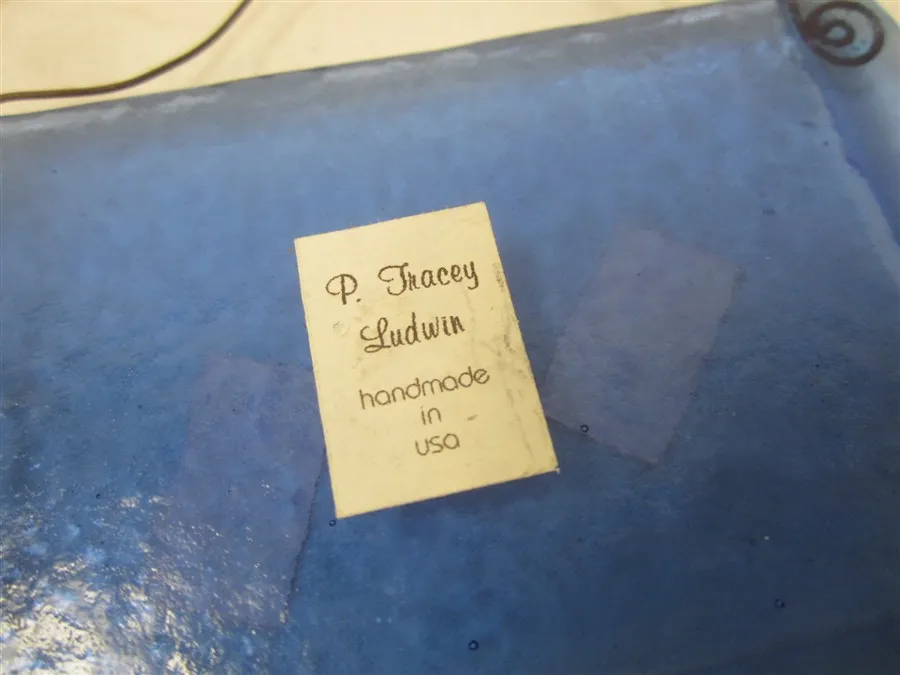 P. Tracey
Ludwin
handmade
in
usa